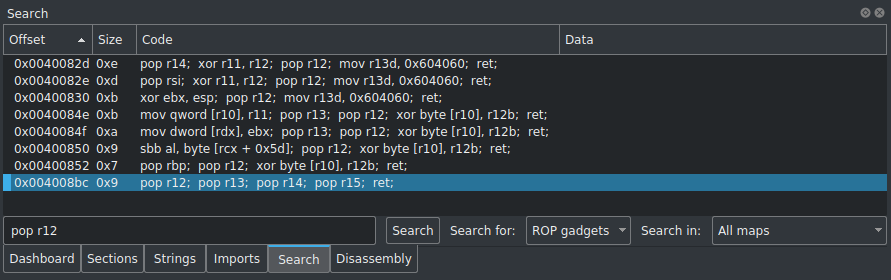 Search
Offset Size Code Data
0x0040082d 0xe pop r14; xor r11, r12; pop r12; mov r13d, 0x604060; ret;
0x0040082e 0xd pop rsi; xor r11, r12; pop r12; mov r13d, 0x604060; ret;
0x00400830 0xb xor ebx, esp; pop r12; mov r13d, 0x604060; ret;
0x0040084e 0xb mov qword [r10], r11; pop r13; pop r12; xor byte [r10], r12b; ret;
0x0040084f 0xa mov dword [rdx], ebx; pop r13; pop r12; xor byte [r10], r12b; ret;
0x00400850 0x9 sbb al, byte [rcx + 0x5d]; pop r12; xor byte [r10], r12b; ret;
0x00400852 0x7 pop rbp; pop r12; xor byte [r10], r12b; ret;
0x004008bc 0x9 pop r12; pop r13; pop r14; pop r15; ret;
pop r12 Search Search for: ROP gadgets Search in: All maps
Dashboard Sections Strings Imports Search Disassembly